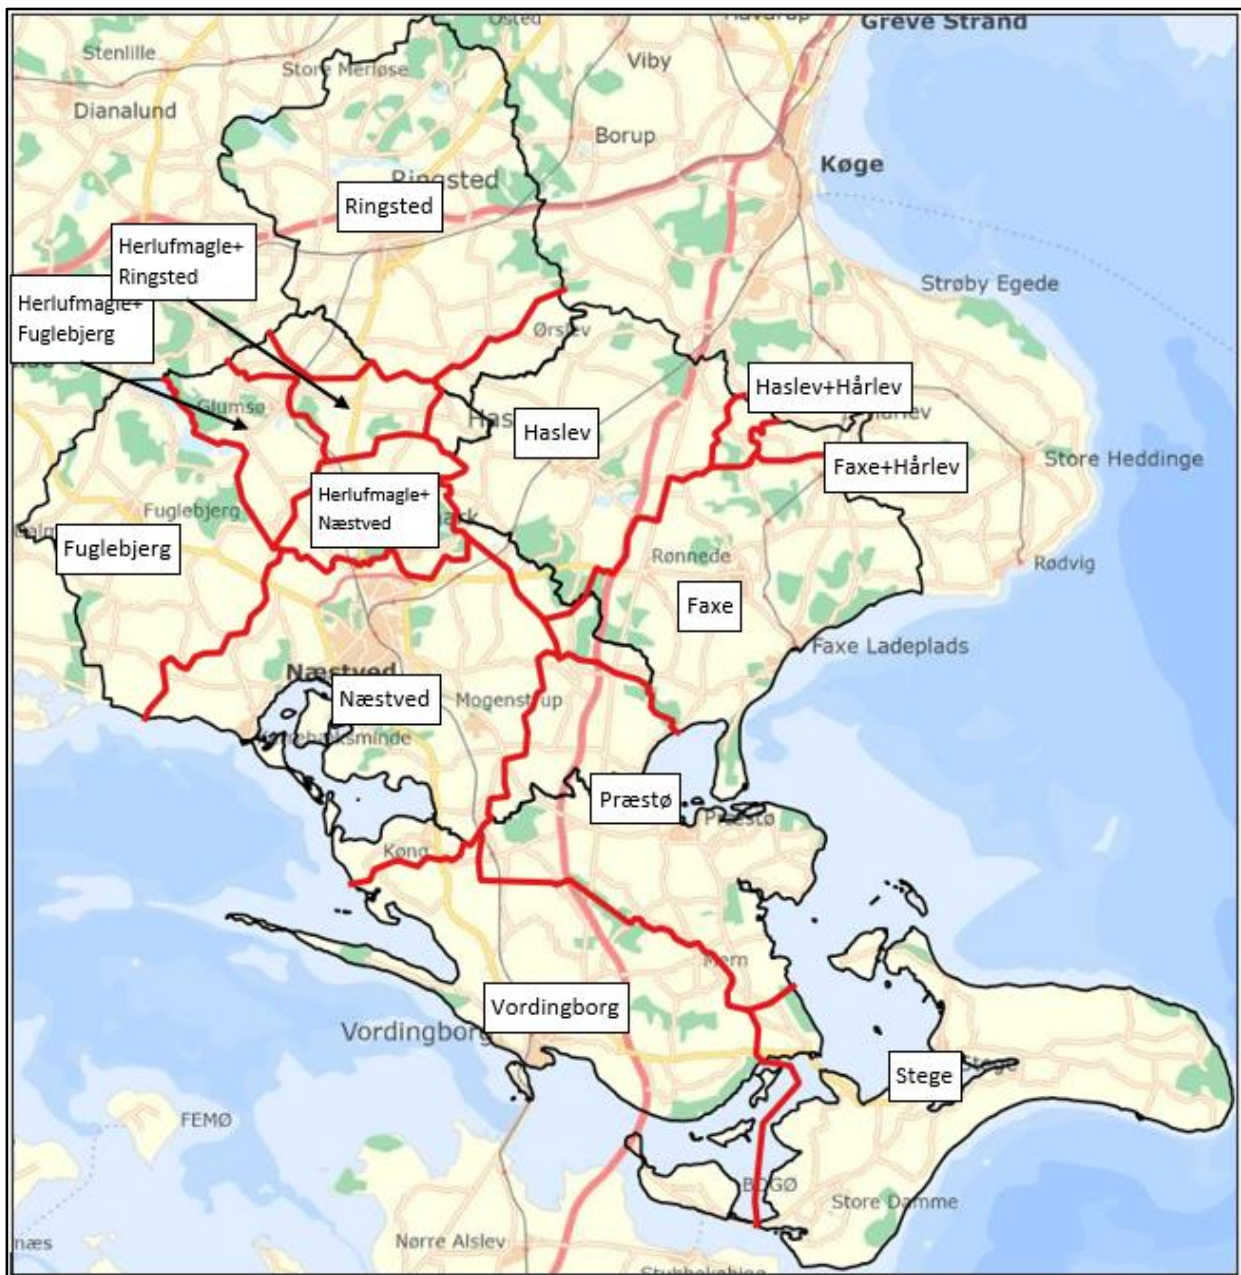 Greve Strand
Stenlille
Viby
Store Merløse
Dianalund
Borup
Køge
Ringsted
Ringsted
Herlufmagle+
Ringsted
Strøby Egede
Herlufmagle+
Fuglebjerg
Ørslev
Haslev+Hårlev
Glumsø
Haslev
Faxe+Hårlev
Store Heddinge
Herlufmagle+
Næstved
Fuglebjerg
Fuglebjerg
Rønnede
Rødvig
Faxe
Faxe Ladeplads
Næstved
Næstved
Mogenstrup
Præstø
Præstø
Køng
Mern
Vordingborg
Vordingborg
Stege
FEMØ
BOGØ
Store Damme
Nørre Alslev